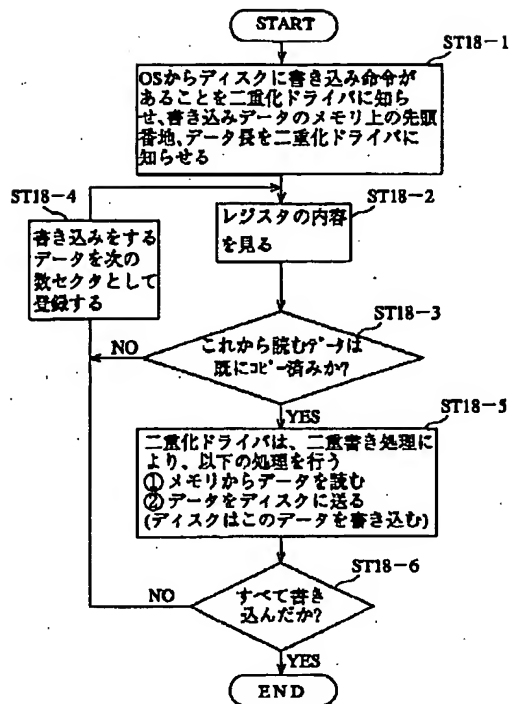 START
ST18-1
OSからディスクに書き込み命令が
あることを二重化ドライバに知ら
せ、書き込みデータのメモリ上の先頭
番地、データ長を二重化ドライバに
知らせる
ST18-4
ST18-2
書き込みをする
データを次の
数セクタとして
登録する
レジスタの内容
を見る
ST18-3
NO
これから読むデータは
既にコピー済みか?
YES
ST18-5
二重化ドライバは、二重書き処理に
より、以下の処理を行う
①メモリからデータを読む
②データをディスクに送る
(ディスクはこのデータを書き込む)
ST18-6
NO
すべて書き
込んだか?
YES
END